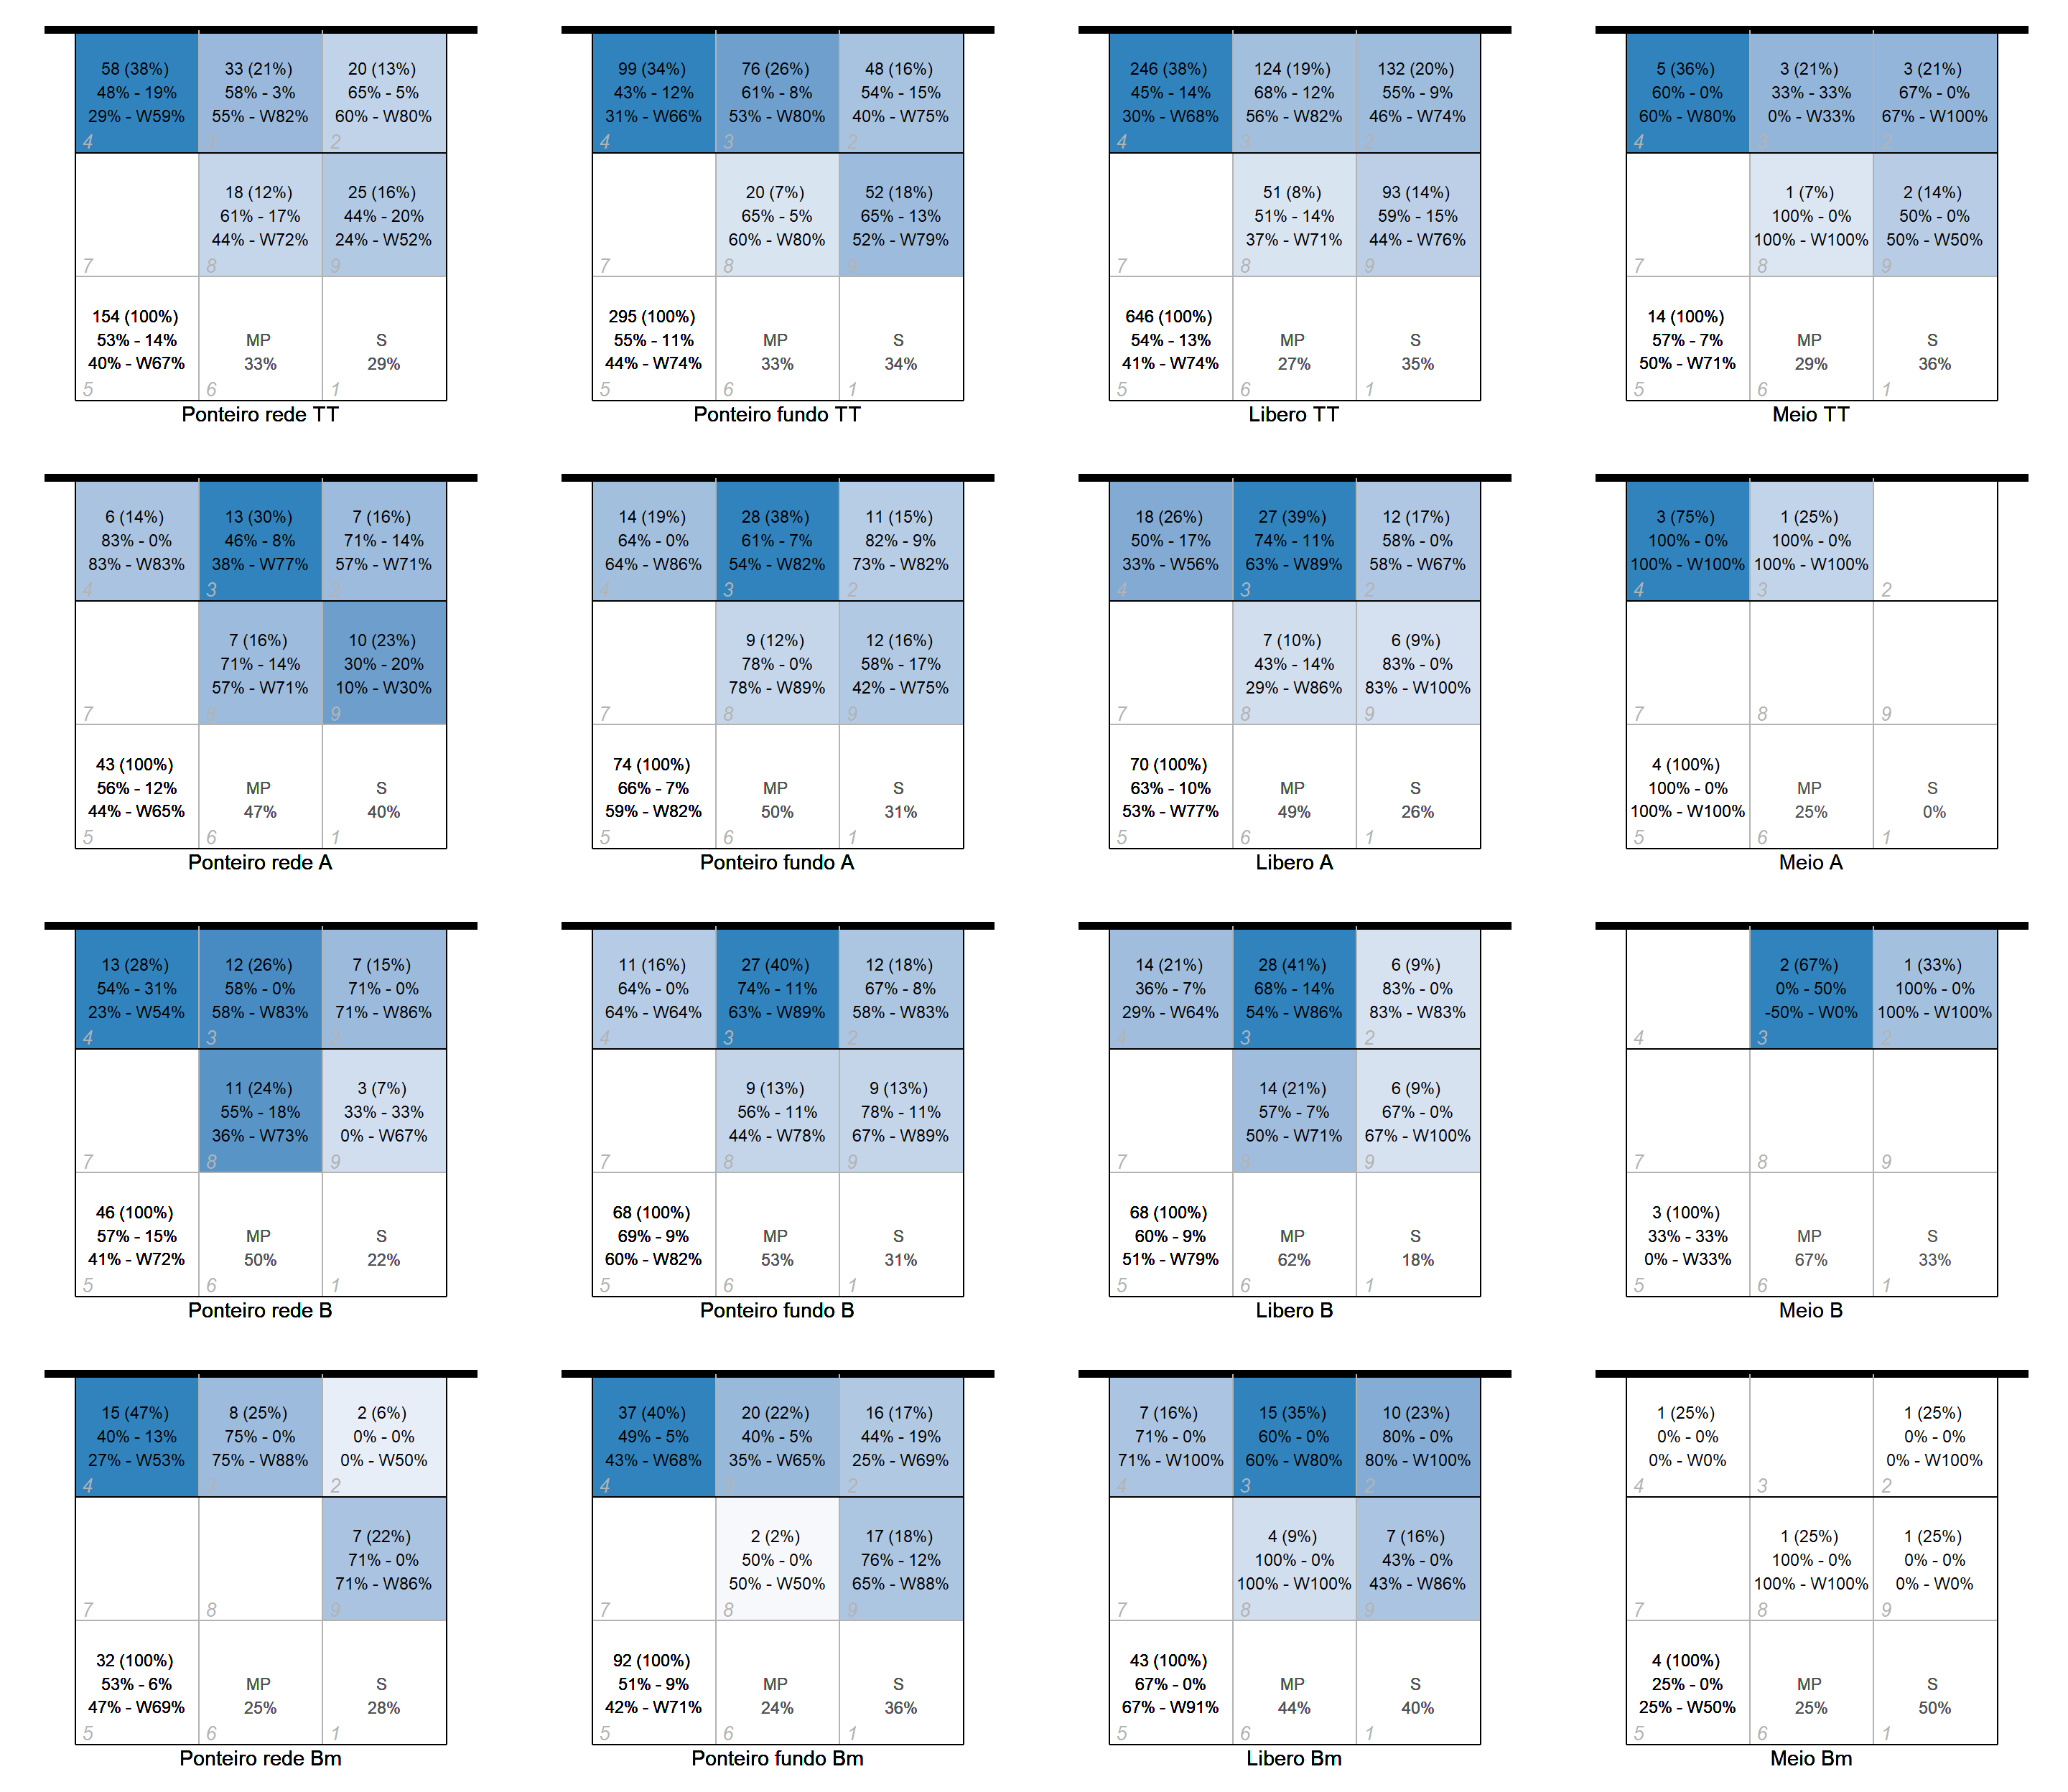 58 (38%)
48% - 19%
29% - W59%
4
33 (21%)
58% - 3%
55% - W82%
3
20 (13%)
65% - 5%
60% - W80%
2
7
18 (12%)
61% - 17%
44% - W72%
8
25 (16%)
44% - 20%
24% - W52%
9
154 (100%)
53% - 14%
40% - W67%
5
MP
33%
6
S
29%
1
Ponteiro rede TT
99 (34%)
43% - 12%
31% - W66%
4
76 (26%)
61% - 8%
53% - W80%
3
48 (16%)
54% - 15%
40% - W75%
2
7
20 (7%)
65% - 5%
60% - W80%
8
52 (18%)
65% - 13%
52% - W79%
9
295 (100%)
55% - 11%
44% - W74%
5
MP
33%
6
S
34%
1
Ponteiro fundo TT
246 (38%)
45% - 14%
30% - W68%
4
124 (19%)
68% - 12%
56% - W82%
3
132 (20%)
55% - 9%
46% - W74%
2
7
51 (8%)
51% - 14%
37% - W71%
8
93 (14%)
59% - 15%
44% - W76%
9
646 (100%)
54% - 13%
41% - W74%
5
MP
27%
6
S
35%
1
Libero TT
5 (36%)
60% - 0%
60% - W80%
4
3 (21%)
33% - 33%
0% - W33%
3
3 (21%)
67% - 0%
67% - W100%
2
7
1 (7%)
100% - 0%
100% - W100%
8
2 (14%)
50% - 0%
50% - W50%
9
14 (100%)
57% - 7%
50% - W71%
5
MP
29%
6
S
36%
1
Meio TT
6 (14%)
83% - 0%
83% - W83%
4
13 (30%)
46% - 8%
38% - W77%
3
7 (16%)
71% - 14%
57% - W71%
2
7
7 (16%)
71% - 14%
57% - W71%
8
10 (23%)
30% - 20%
10% - W30%
9
43 (100%)
56% - 12%
44% - W65%
5
MP
47%
6
S
40%
1
Ponteiro rede A
14 (19%)
64% - 0%
64% - W86%
4
28 (38%)
61% - 7%
54% - W82%
3
11 (15%)
82% - 9%
73% - W82%
2
7
9 (12%)
78% - 0%
78% - W89%
8
12 (16%)
58% - 17%
42% - W75%
9
74 (100%)
66% - 7%
59% - W82%
5
MP
50%
6
S
31%
1
Ponteiro fundo A
18 (26%)
50% - 17%
33% - W56%
4
27 (39%)
74% - 11%
63% - W89%
3
12 (17%)
58% - 0%
58% - W67%
2
7
7 (10%)
43% - 14%
29% - W86%
8
6 (9%)
83% - 0%
83% - W100%
9
70 (100%)
63% - 10%
53% - W77%
5
MP
49%
6
S
26%
1
Libero A
3 (75%)
100% - 0%
100% - W100%
4
1 (25%)
100% - 0%
100% - W100%
3
2
7
8
9
4 (100%)
100% - 0%
100% - W100%
5
MP
25%
6
S
0%
1
Meio A
13 (28%)
54% - 31%
23% - W54%
4
12 (26%)
58% - 0%
58% - W83%
3
7 (15%)
71% - 0%
71% - W86%
2
7
11 (24%)
55% - 18%
36% - W73%
8
3 (7%)
33% - 33%
0% - W67%
9
46 (100%)
57% - 15%
41% - W72%
5
MP
50%
6
S
22%
1
Ponteiro rede B
11 (16%)
64% - 0%
64% - W64%
4
27 (40%)
74% - 11%
63% - W89%
3
12 (18%)
67% - 8%
58% - W83%
2
7
9 (13%)
56% - 11%
44% - W78%
8
9 (13%)
78% - 11%
67% - W89%
9
68 (100%)
69% - 9%
60% - W82%
5
MP
53%
6
S
31%
1
Ponteiro fundo B
14 (21%)
36% - 7%
29% - W64%
4
28 (41%)
68% - 14%
54% - W86%
3
6 (9%)
83% - 0%
83% - W83%
2
7
14 (21%)
57% - 7%
50% - W71%
8
6 (9%)
67% - 0%
67% - W100%
9
68 (100%)
60% - 9%
51% - W79%
5
MP
62%
6
S
18%
1
Libero B
4
2 (67%)
0% - 50%
-50% - W0%
3
1 (33%)
100% - 0%
100% - W100%
2
7
8
9
3 (100%)
33% - 33%
0% - W33%
5
MP
67%
6
S
33%
1
Meio B
15 (47%)
40% - 13%
27% - W53%
4
8 (25%)
75% - 0%
75% - W88%
3
2 (6%)
0% - 0%
0% - W50%
2
7
8
7 (22%)
71% - 0%
71% - W86%
9
32 (100%)
53% - 6%
47% - W69%
5
MP
25%
6
S
28%
1
Ponteiro rede Bm
37 (40%)
49% - 5%
43% - W68%
4
20 (22%)
40% - 5%
35% - W65%
3
16 (17%)
44% - 19%
25% - W69%
2
7
2 (2%)
50% - 0%
50% - W50%
8
17 (18%)
76% - 12%
65% - W88%
9
92 (100%)
51% - 9%
42% - W71%
5
MP
24%
6
S
36%
1
Ponteiro fundo Bm
7 (16%)
71% - 0%
71% - W100%
4
15 (35%)
60% - 0%
60% - W80%
3
10 (23%)
80% - 0%
80% - W100%
2
7
4 (9%)
100% - 0%
100% - W100%
8
7 (16%)
43% - 0%
43% - W86%
9
43 (100%)
67% - 0%
67% - W91%
5
MP
44%
6
S
40%
1
Libero Bm
1 (25%)
0% - 0%
0% - W0%
4
3
1 (25%)
0% - 0%
0% - W100%
2
7
1 (25%)
100% - 0%
100% - W100%
8
1 (25%)
0% - 0%
0% - W0%
9
4 (100%)
25% - 0%
25% - W50%
5
MP
25%
6
S
50%
1
Meio Bm